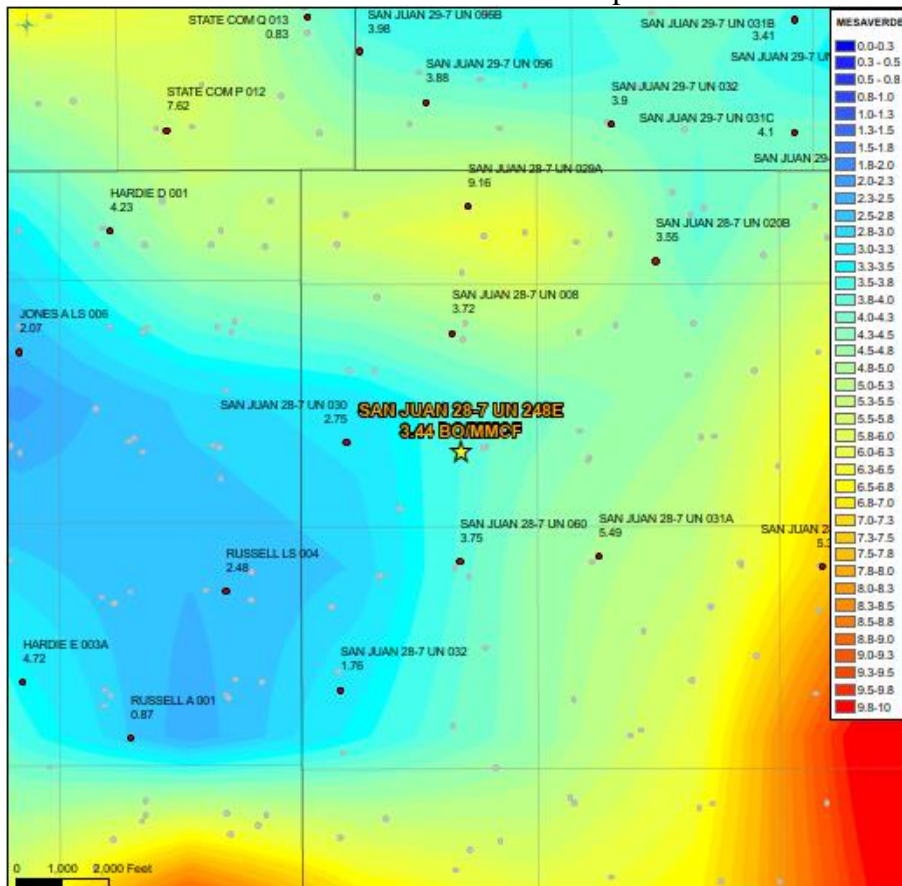 STATE COM Q 013
0.83
SAN JUAN 29-7 UN 095B
3.98
SAN JUAN 29-7 UN 031B
3.41
SAN JUAN 29-7 UN
SAN JUAN 29-7 UN 096
3.88
STATE COM P 012
7.62
SAN JUAN 29-7 UN 032
3.9
SAN JUAN 29-7 UN 031C
4.1
SAN JUAN 29-
SAN JUAN 28-7 UN 029A
9.16
HARDIE D 001
4.23
SAN JUAN 28-7 UN 020B
3.55
SAN JUAN 28-7 UN 008
3.72
JONES A LS 006
2.07
SAN JUAN 28-7 UN 030
2.75
SAN JUAN 28-7 UN 248E
3.44 BO/MMCF
SAN JUAN 28-7 UN 060
3.75
SAN JUAN 28-7 UN 031A
5.49
SAN JUAN 28
RUSSELL LS 004
2.48
HARDIE E 003A
4.72
SAN JUAN 28-7 UN 032
1.76
RUSSELL A 001
0.87
0 1,000 2,000 Feet
MESAVERDE
0.0-0.3
0.3 - 0.5
0.5 - 0.8
0.8-1.0
1.0-1.3
1.3-1.5
1.5-1.8
1.8-2.0
2.0-2.3
2.3-2.5
2.5-2.8
2.8-3.0
3.0-3.3
3.3-3.5
3.5-3.8
3.8-4.0
4.0-4.3
4.3-4.5
4.5-4.8
4.8-5.0
5.0-5.3
5.3-5.5
5.5-5.8
5.8-6.0
6.0-6.3
6.3-6.5
6.5-6.8
6.8-7.0
7.0-7.3
7.3-7.5
7.5-7.8
7.8-8.0
8.0-8.3
8.3-8.5
8.5-8.8
8.8-9.0
9.0-9.3
9.3-9.5
9.5-9.8
9.8-10